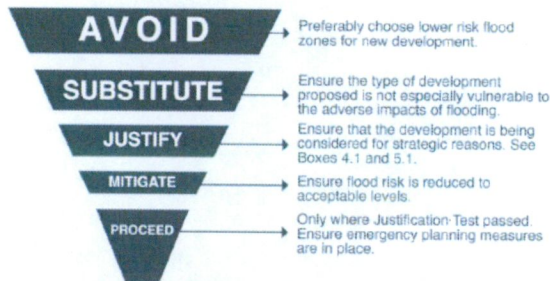 AVOID
Preferably choose lower risk flood
zones for new development.
SUBSTITUTE
Ensure the type of development
proposed is not especially vulnerable to
the adverse impacts of flooding.
JUSTIFY
Ensure that the development is being
considered for strategic reasons. See
Boxes 4.1 and 5.1.
MITIGATE
Ensure flood risk is reduced to
acceptable levels.
PROCEED
Only where Justification Test passed.
Ensure emergency planning measures
are in place.